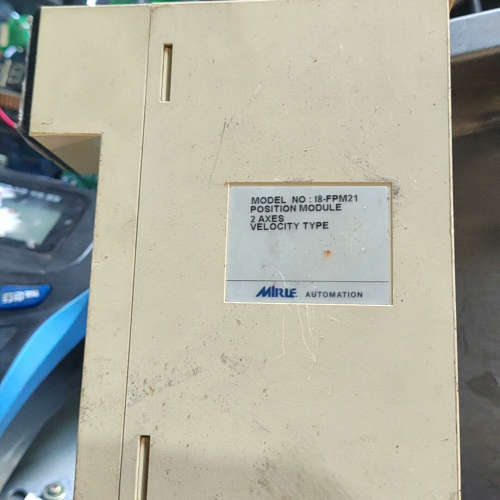 MODEL NO : I8-FPM21
POSITION MODULE
2 AXES
VELOCITY TYPE
MIRLE AUTOMATION